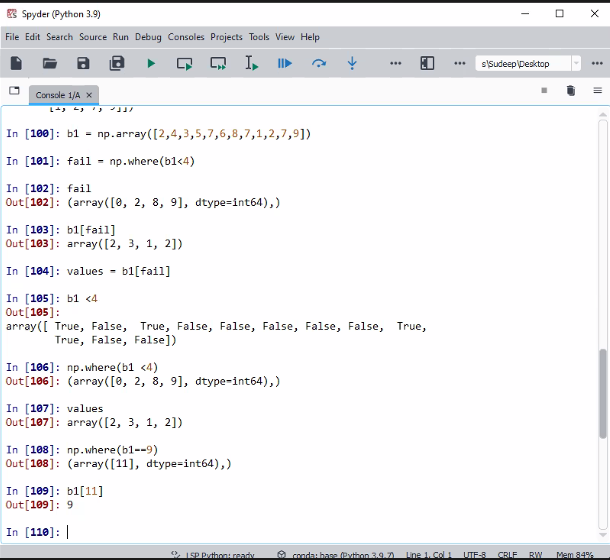 Spyder (Python 3.9)
File Edit Search Source Run Debug Consoles Projects Tools View Help
s\Sudeep\Desktop
Console 1/A
In [100]: b1 = np.array([2,4,3,5,7,6,8,7,1,2,7,9])
In [101]: fail = np.where(b1<4)
In [102]: fail
Out[102]: (array([0, 2, 8, 9], dtype=int64),)
In [103]: b1[fail]
Out[103]: array([2, 3, 1, 2])
In [104]: values = b1[fail]
In [105]: b1 <4
Out[105]:
array([ True, False,  True, False, False, False, False, False,  True,
        True, False, False])
In [106]: np.where(b1 <4)
Out[106]: (array([0, 2, 8, 9], dtype=int64),)
In [107]: values
Out[107]: array([2, 3, 1, 2])
In [108]: np.where(b1==9)
Out[108]: (array([11], dtype=int64),)
In [109]: b1[11]
Out[109]: 9
In [110]:
LSP Python: ready conda: base (Python 3.9.7) Line 1, Col 1 UTF-8 CRLF RW Mem 84%